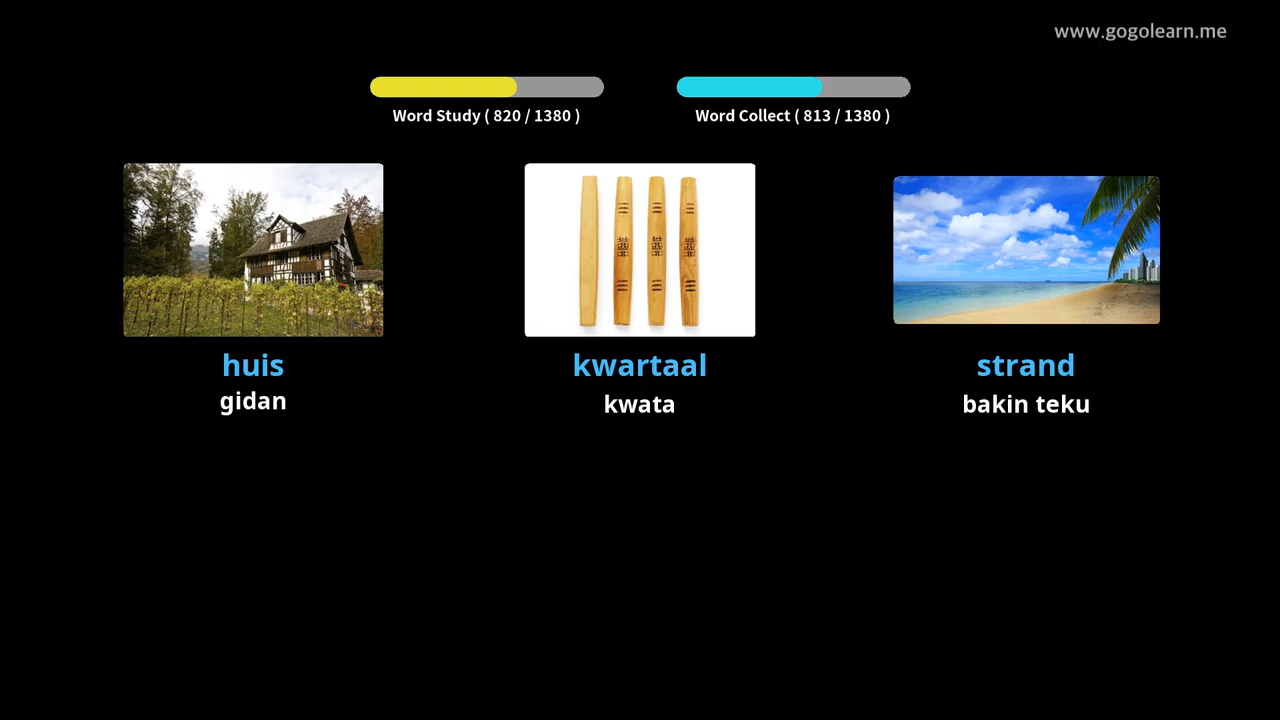 www.gogolearn.me
Word Study ( 820 / 1380 )
Word Collect ( 813 / 1380 )
huis
gidan
kwartaal
kwata
strand
bakin teku